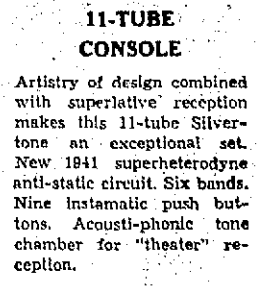 11-TUBE
CONSOLE
Artistry of design combined
with superlative reception
makes this 11-tube Silver-
tone an exceptional set.
New 1941 superheterodyne
anti-static circuit. Six bands.
Nine instamatic push but-
tons. Acousti-phonic tone
chamber for "theater" re-
ception.